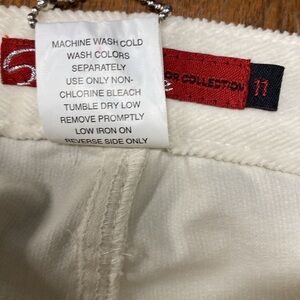 MACHINE WASH COLD
WASH COLORS
SEPARATELY
USE ONLY NON-
CHLORINE BLEACH
TUMBLE DRY LOW
REMOVE PROMPTLY
LOW IRON ON
REVERSE SIDE ONLY
S
COLLECTION
11